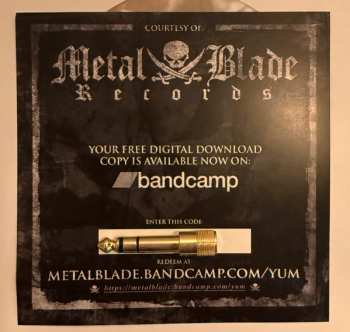 COURTESY OF:
Metal Blade
Records
YOUR FREE DIGITAL DOWNLOAD
COPY IS AVAILABLE NOW ON:
bandcamp
ENTER THIS CODE
REDEEM AT
METALBLADE.BANDCAMP.COM/YUM
https://metalblade.bandcamp.com/yum